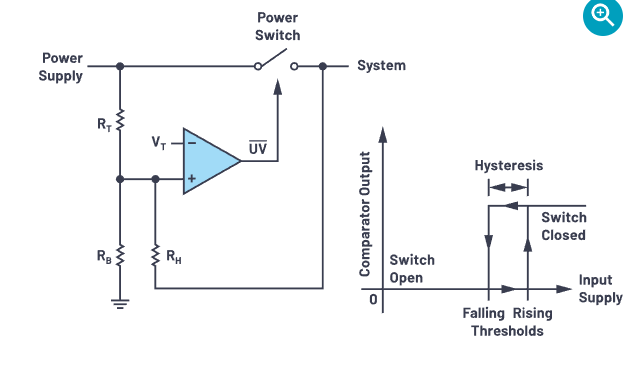 Power
Switch
Power
Supply
System
RT
VT
UV
−
+
RB
RH
Comparator Output
Hysteresis
Switch
Closed
Switch
Open
Input
Supply
0
Falling Rising
Thresholds